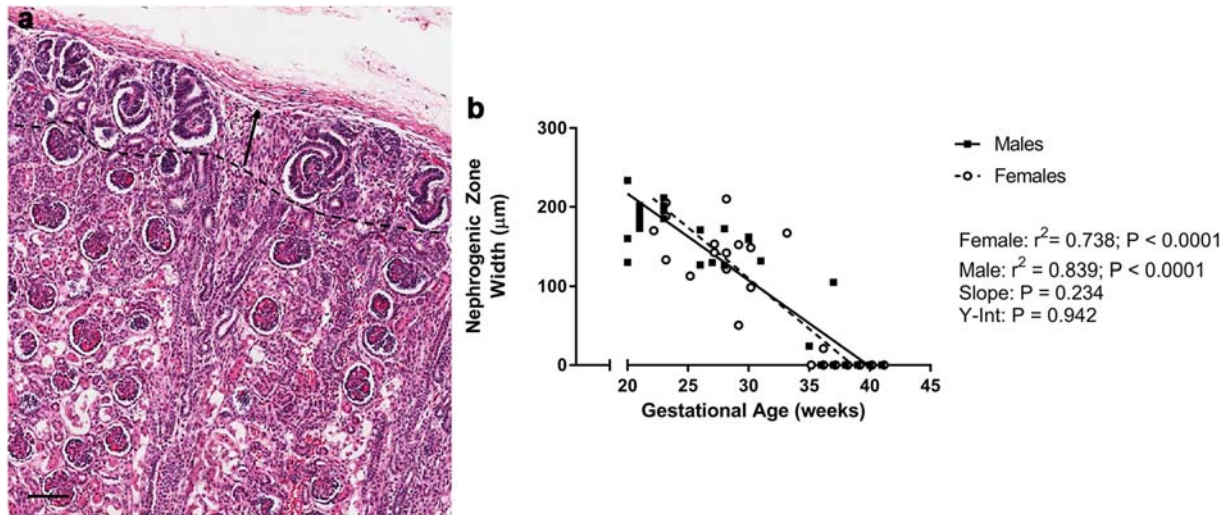 a
b
300
200
100
0
Nephrogenic Zone
Width (μm)
20 25 30 35 40 45
Gestational Age (weeks)
Males
Females
Female: r²= 0.738; P < 0.0001
Male: r² = 0.839; P < 0.0001
Slope: P = 0.234
Y-Int: P = 0.942